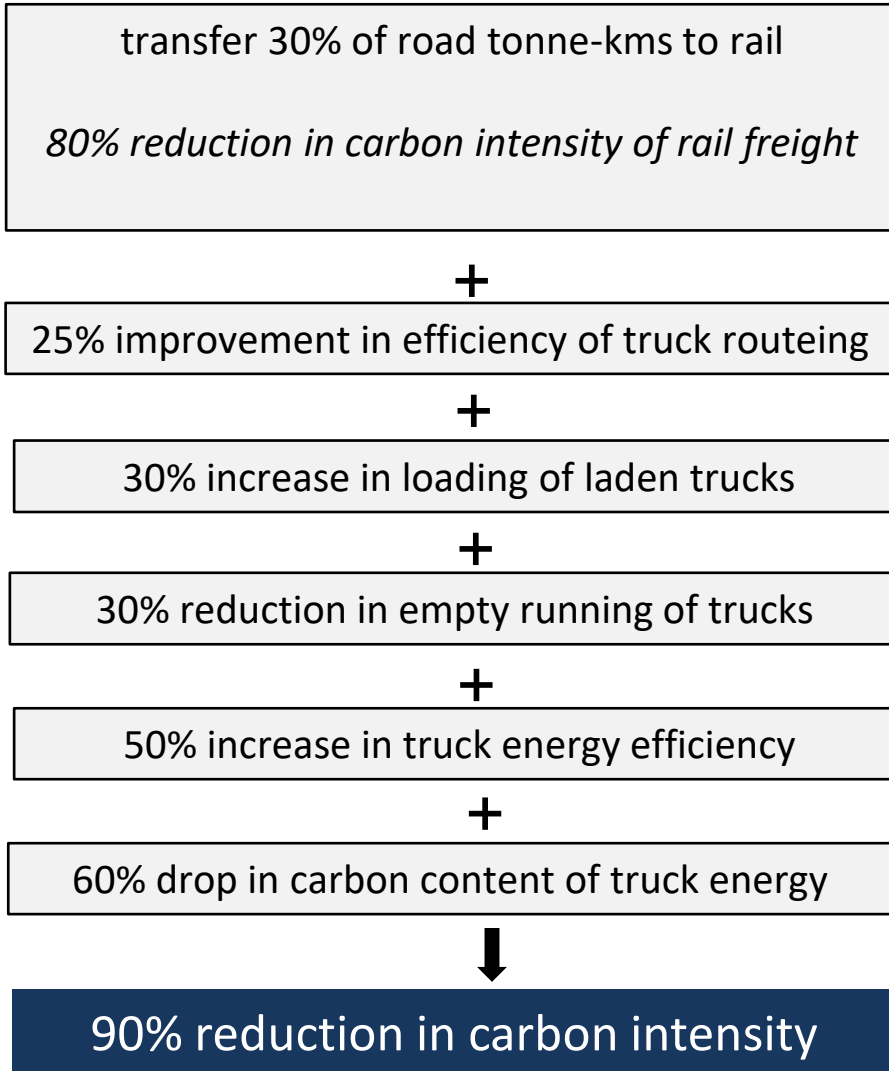 transfer 30% of road tonne-kms to rail
80% reduction in carbon intensity of rail freight
+
25% improvement in efficiency of truck routeing
+
30% increase in loading of laden trucks
+
30% reduction in empty running of trucks
+
50% increase in truck energy efficiency
+
60% drop in carbon content of truck energy
90% reduction in carbon intensity